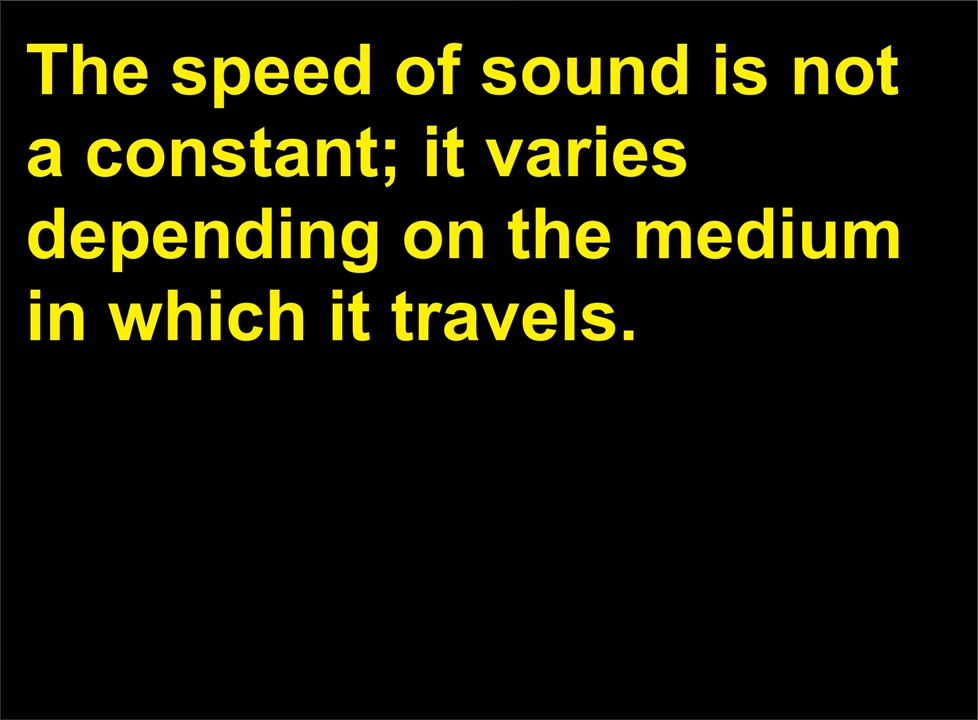 The speed of sound is not
a constant; it varies
depending on the medium
in which it travels.